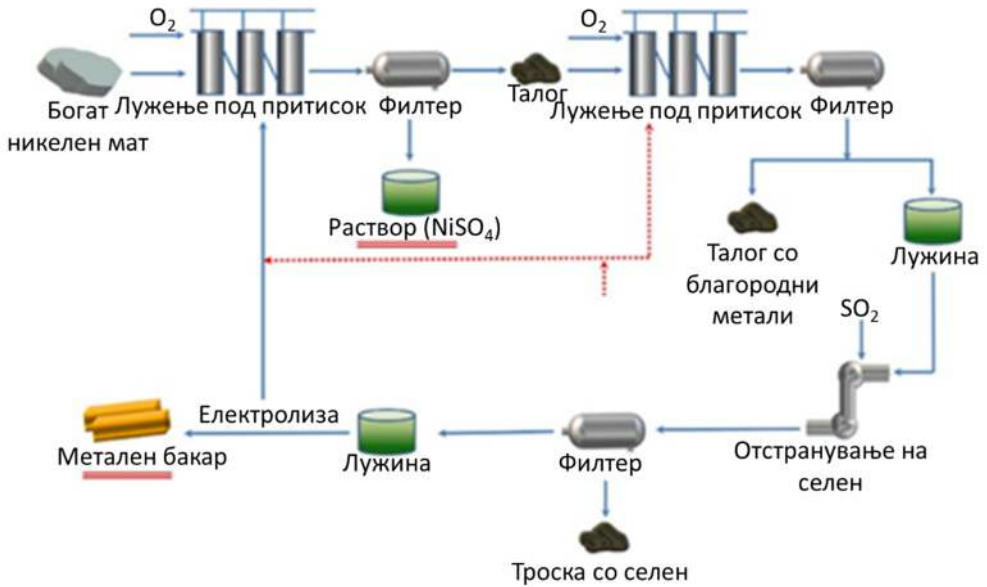 O₂
O₂
Богат
никелен мат
Лужење под притисок
Филтер
Талог
Лужење под притисок
Филтер
Раствор (NiSO₄)
Талог со
благородни
метали
Лужина
SO₂
Електролиза
Метален бакар
Лужина
Филтер
Отстранување на
селен
Троска со селен